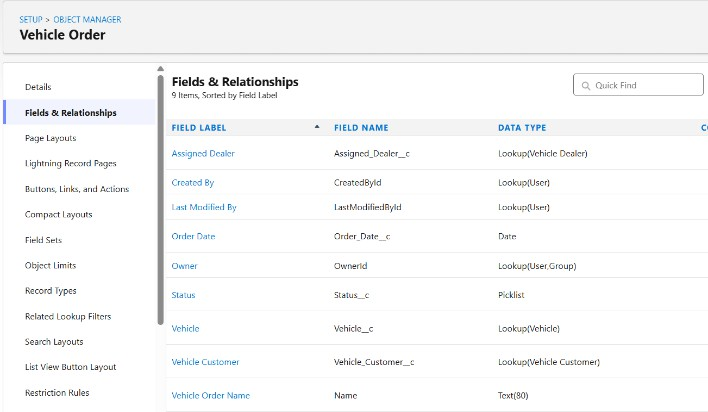 SETUP > OBJECT MANAGER
Vehicle Order
Details
Fields & Relationships
Page Layouts
Lightning Record Pages
Buttons, Links, and Actions
Compact Layouts
Field Sets
Object Limits
Record Types
Related Lookup Filters
Search Layouts
List View Button Layout
Restriction Rules
Fields & Relationships
9 Items, Sorted by Field Label
Quick Find
FIELD LABEL FIELD NAME DATA TYPE
Assigned Dealer Assigned_Dealer__c Lookup(Vehicle Dealer)
Created By CreatedById Lookup(User)
Last Modified By LastModifiedById Lookup(User)
Order Date Order_Date__c Date
Owner OwnerId Lookup(User,Group)
Status Status__c Picklist
Vehicle Vehicle__c Lookup(Vehicle)
Vehicle Customer Vehicle_Customer__c Lookup(Vehicle Customer)
Vehicle Order Name Name Text(80)